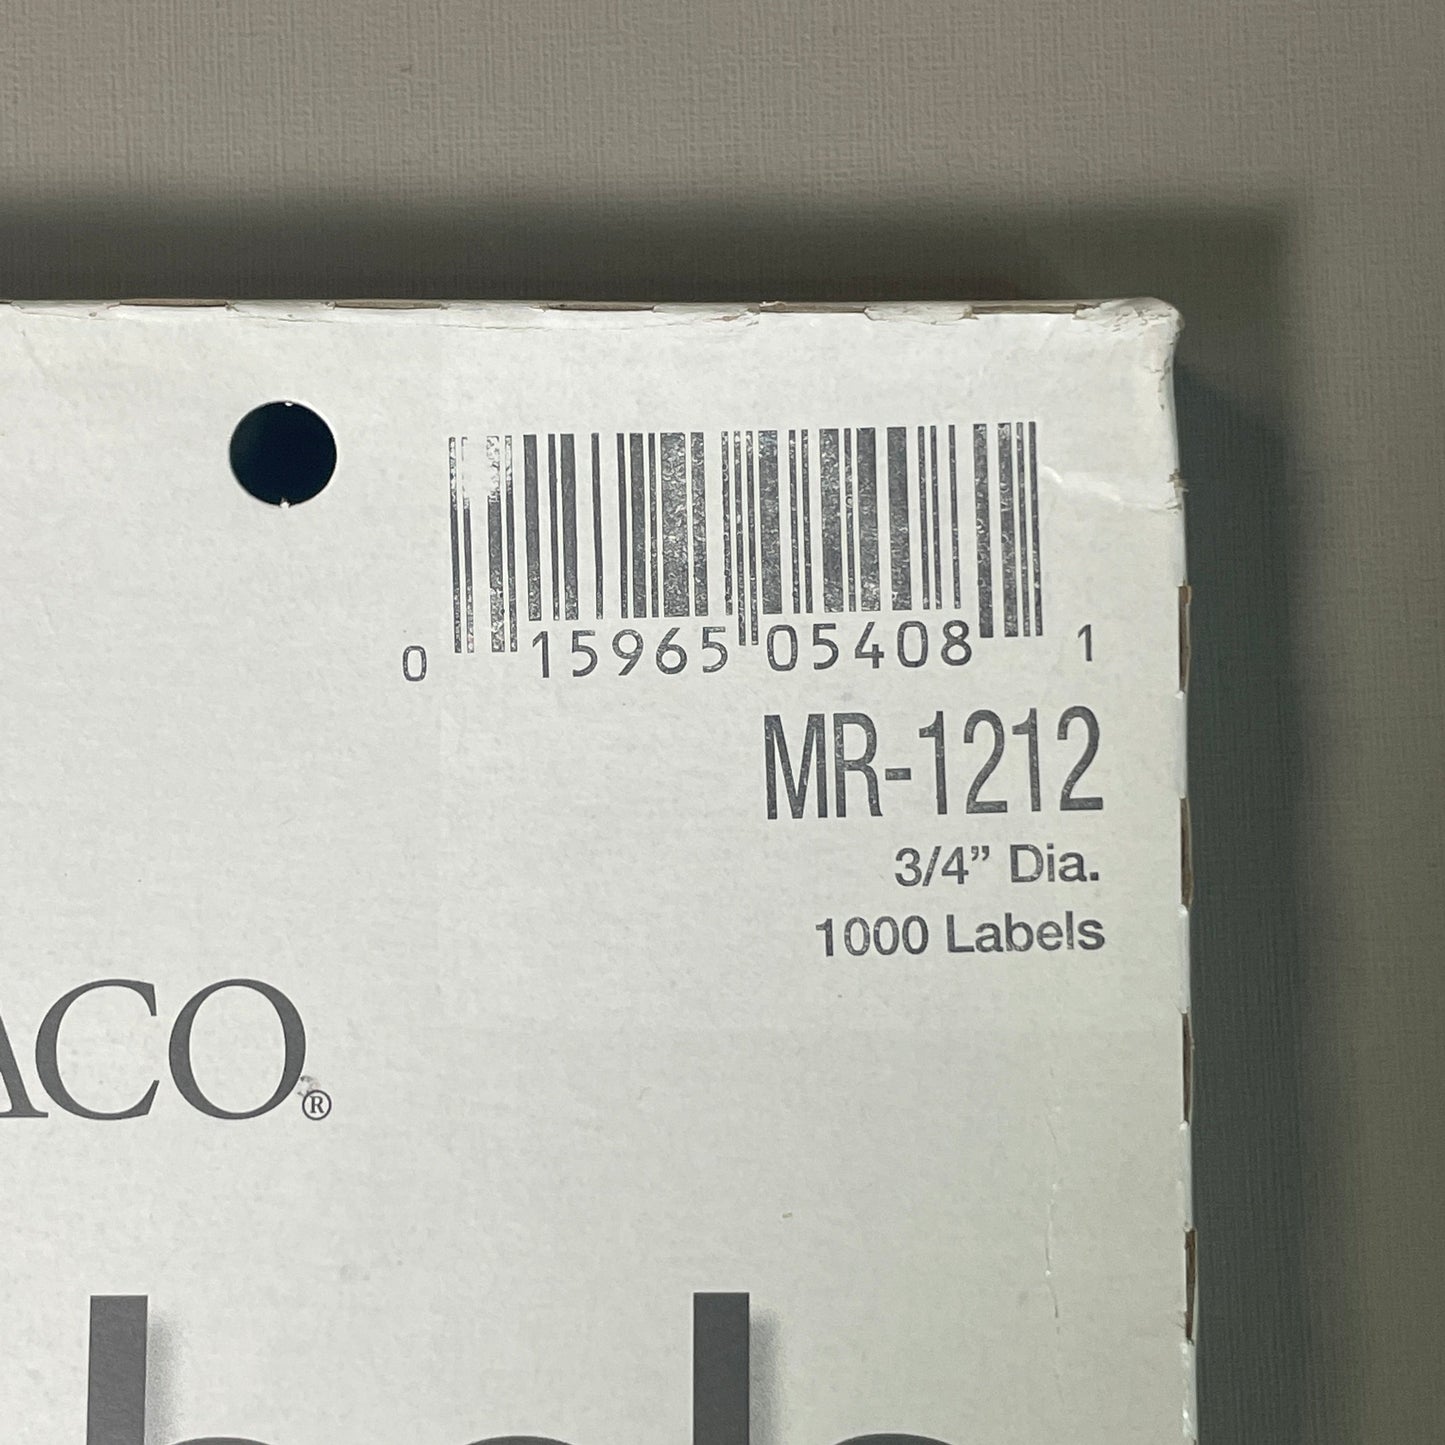 0 15965 05408 1
MR-1212
3/4” Dia.
1000 Labels
ACO®